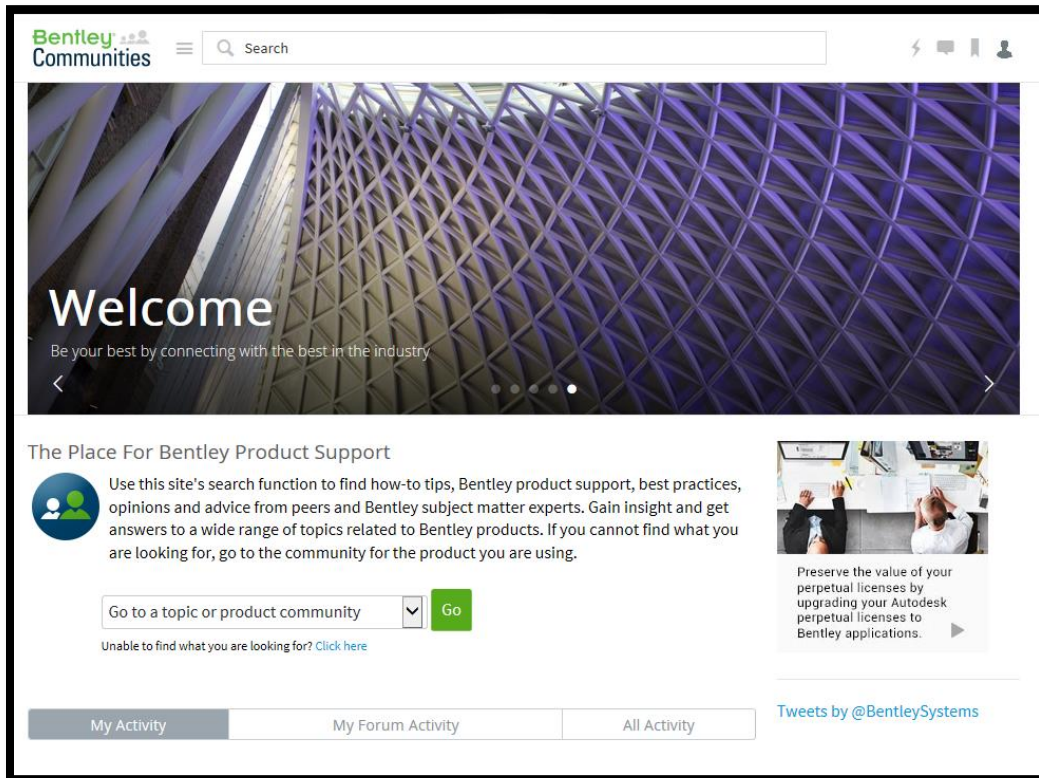 Bentley
Communities
Search
Welcome
Be your best by connecting with the best in the industry
The Place For Bentley Product Support
Use this site's search function to find how-to tips, Bentley product support, best practices,
opinions and advice from peers and Bentley subject matter experts. Gain insight and get
answers to a wide range of topics related to Bentley products. If you cannot find what you
are looking for, go to the community for the product you are using.
Go to a topic or product community
Go
Unable to find what you are looking for? Click here
Preserve the value of your
perpetual licenses by
upgrading your Autodesk
perpetual licenses to
Bentley applications.
My Activity
My Forum Activity
All Activity
Tweets by @BentleySystems